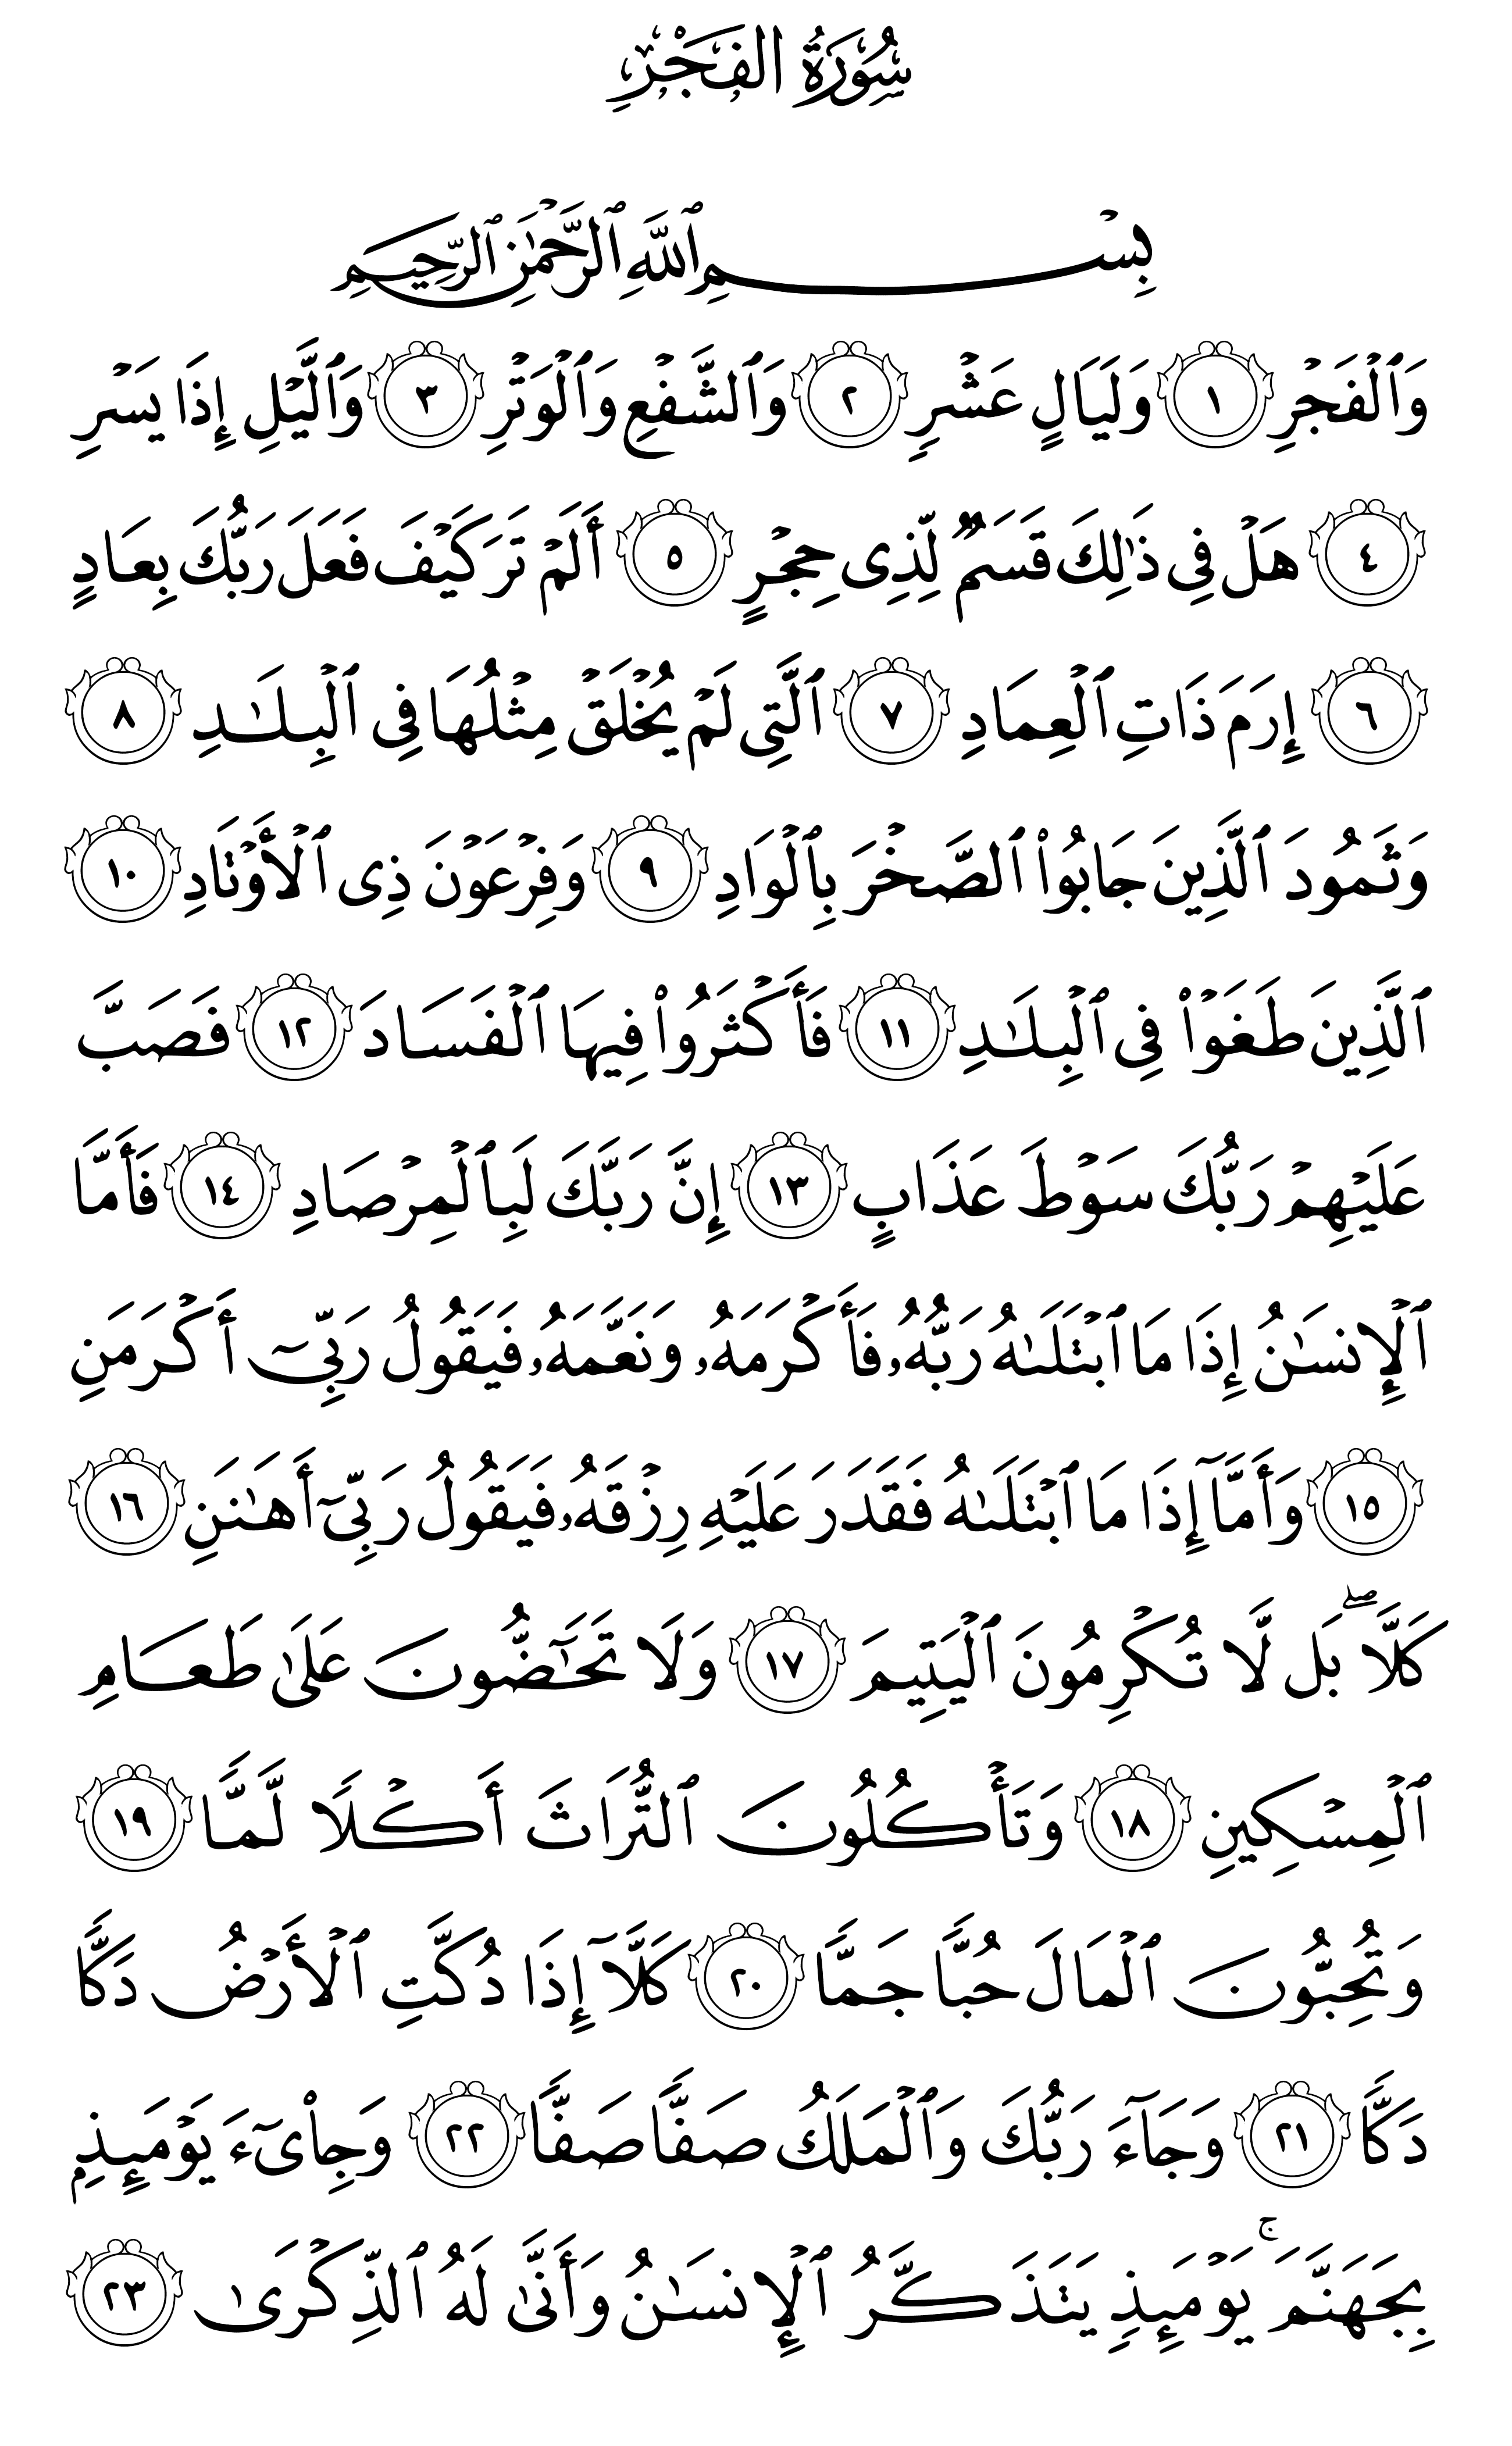 سُورَةُ الفَجْرِ
بِسۡمِ ٱللَّهِ ٱلرَّحۡمَٰنِ ٱلرَّحِيمِ
وَٱلۡفَجۡرِ ١ وَلَيَالٍ عَشۡرٖ ٢ وَٱلشَّفۡعِ وَٱلۡوَتۡرِ ٣ وَٱلَّيۡلِ إِذَا يَسۡرِ
٤ هَلۡ فِي ذَٰلِكَ قَسَمٞ لِّذِي حِجۡرٍ ٥ أَلَمۡ تَرَ كَيۡفَ فَعَلَ رَبُّكَ بِعَادٍ
٦ إِرَمَ ذَاتِ ٱلۡعِمَادِ ٧ ٱلَّتِي لَمۡ يُخۡلَقۡ مِثۡلُهَا فِي ٱلۡبِلَٰدِ ٨
وَثَمُودَ ٱلَّذِينَ جَابُواْ ٱلصَّخۡرَ بِٱلۡوَادِ ٩ وَفِرۡعَوۡنَ ذِي ٱلۡأَوۡتَادِ ١٠
ٱلَّذِينَ طَغَوۡاْ فِي ٱلۡبِلَٰدِ ١١ فَأَكۡثَرُواْ فِيهَا ٱلۡفَسَادَ ١٢ فَصَبَّ
عَلَيۡهِمۡ رَبُّكَ سَوۡطَ عَذَابٍ ١٣ إِنَّ رَبَّكَ لَبِٱلۡمِرۡصَادِ ١٤ فَأَمَّا
ٱلۡإِنسَٰنُ إِذَا مَا ٱبۡتَلَىٰهُ رَبُّهُۥ فَأَكۡرَمَهُۥ وَنَعَّمَهُۥ فَيَقُولُ رَبِّيٓ أَكۡرَمَنِ
١٥ وَأَمَّآ إِذَا مَا ٱبۡتَلَىٰهُ فَقَدَرَ عَلَيۡهِ رِزۡقَهُۥ فَيَقُولُ رَبِّيٓ أَهَٰنَنِ ١٦
كَلَّاۖ بَل لَّا تُكۡرِمُونَ ٱلۡيَتِيمَ ١٧ وَلَا تَحَٰٓضُّونَ عَلَىٰ طَعَامِ
ٱلۡمِسۡكِينِ ١٨ وَتَأۡكُلُونَ ٱلتُّرَاثَ أَكۡلٗا لَّمّٗا ١٩
وَتُحِبُّونَ ٱلۡمَالَ حُبّٗا جَمّٗا ٢٠ كَلَّآ إِذَا دُكَّتِ ٱلۡأَرۡضُ دَكّٗا
دَكّٗا ٢١ وَجَآءَ رَبُّكَ وَٱلۡمَلَكُ صَفّٗا صَفّٗا ٢٢ وَجِاْيٓءَ يَوۡمَئِذِۭ
بِجَهَنَّمَۚ يَوۡمَئِذٖ يَتَذَكَّرُ ٱلۡإِنسَٰنُ وَأَنَّىٰ لَهُ ٱلذِّكۡرَىٰ ٢٣